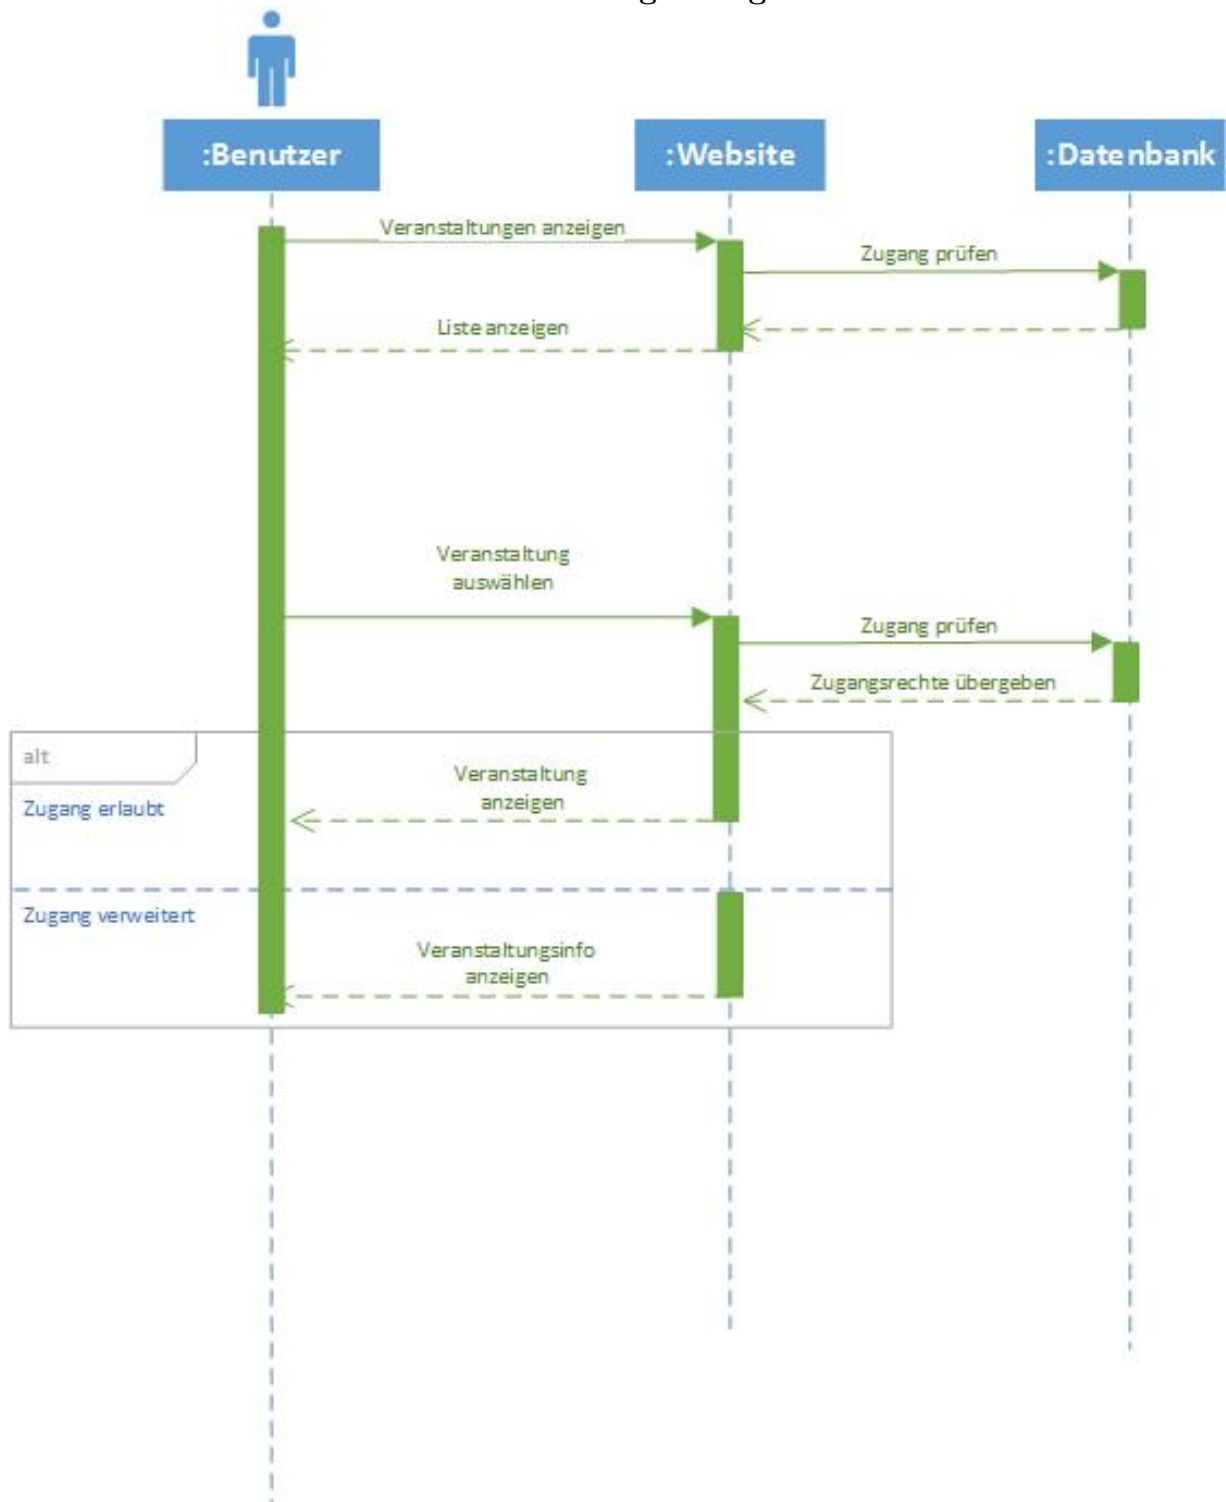 :Benutzer
:Website
:Datenbank
Veranstaltungen anzeigen
Zugang prüfen
Liste anzeigen
Veranstaltung
auswählen
Zugang prüfen
Zugangsrechte übergeben
alt
Veranstaltung
anzeigen
Zugang erlaubt
Zugang verweitert
Veranstaltungsinfo
anzeigen